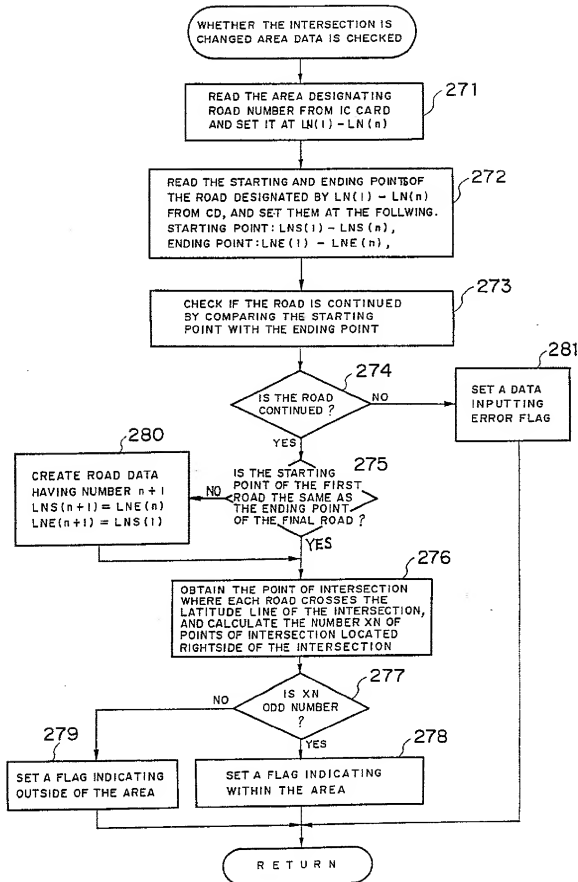 WHETHER THE INTERSECTION IS
CHANGED AREA DATA IS CHECKED
271
READ THE AREA DESIGNATING
ROAD NUMBER FROM IC CARD
AND SET IT AT LN(1) – LN(n)
272
READ THE STARTING AND ENDING POINTS OF
THE ROAD DESIGNATED BY LN(1) – LN(n)
FROM CD, AND SET THEM AT THE FOLLWING.
STARTING POINT: LNS(1) – LNS(n),
ENDING POINT: LNE(1) – LNE(n),
273
CHECK IF THE ROAD IS CONTINUED
BY COMPARING THE STARTING
POINT WITH THE ENDING POINT
274
IS THE ROAD
CONTINUED ?
NO
YES
281
SET A DATA
INPUTTING
ERROR FLAG
275
IS THE STARTING
POINT OF THE FIRST
ROAD THE SAME AS
THE ENDING POINT
OF THE FINAL ROAD ?
NO
YES
280
CREATE ROAD DATA
HAVING NUMBER n+1
LNS(n+1) = LNE(n)
LNE(n+1) = LNS(1)
276
OBTAIN THE POINT OF INTERSECTION
WHERE EACH ROAD CROSSES THE
LATITUDE LINE OF THE INTERSECTION,
AND CALCULATE THE NUMBER XN OF
POINTS OF INTERSECTION LOCATED
RIGHTSIDE OF THE INTERSECTION
277
IS XN
ODD NUMBER
?
NO
YES
279
SET A FLAG INDICATING
OUTSIDE OF THE AREA
278
SET A FLAG INDICATING
WITHIN THE AREA
RETURN